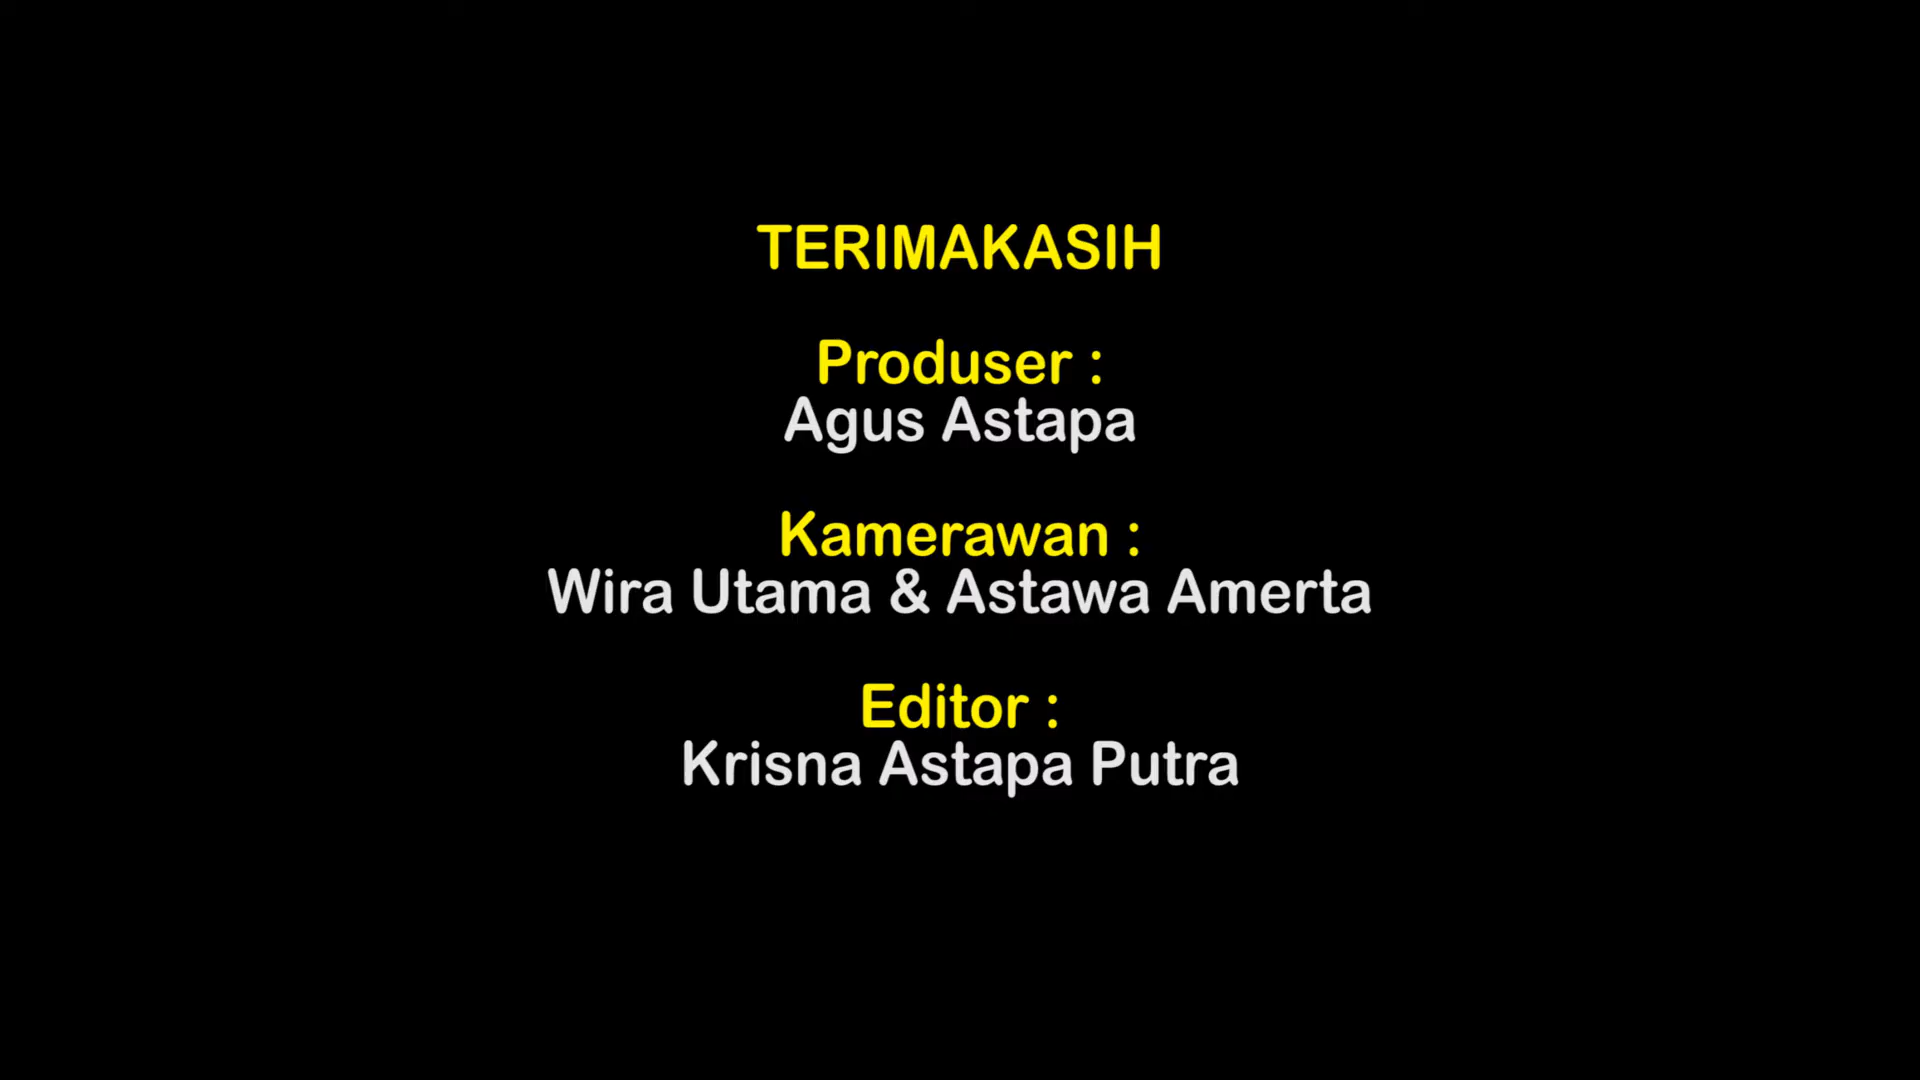 TERIMAKASIH
Produser :
Agus Astapa
Kamerawan :
Wira Utama & Astawa Amerta
Editor :
Krisna Astapa Putra